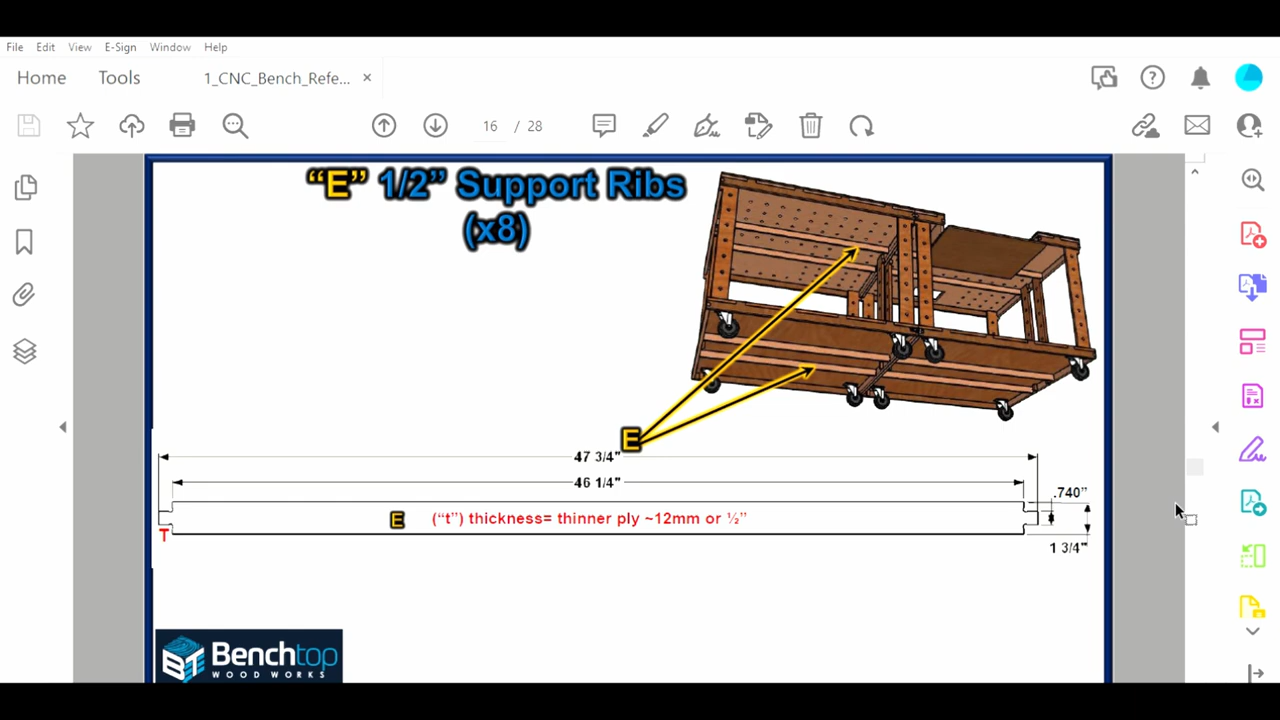 File Edit View E-Sign Window Help
Home Tools 1_CNC_Bench_Refe...
16 / 28
“E” 1/2” Support Ribs
(x8)
E
47 3/4”
46 1/4”
.740”
E (“t”) thickness= thinner ply ~12mm or ½”
T
1 3/4”
BT Benchtop
WOOD WORKS